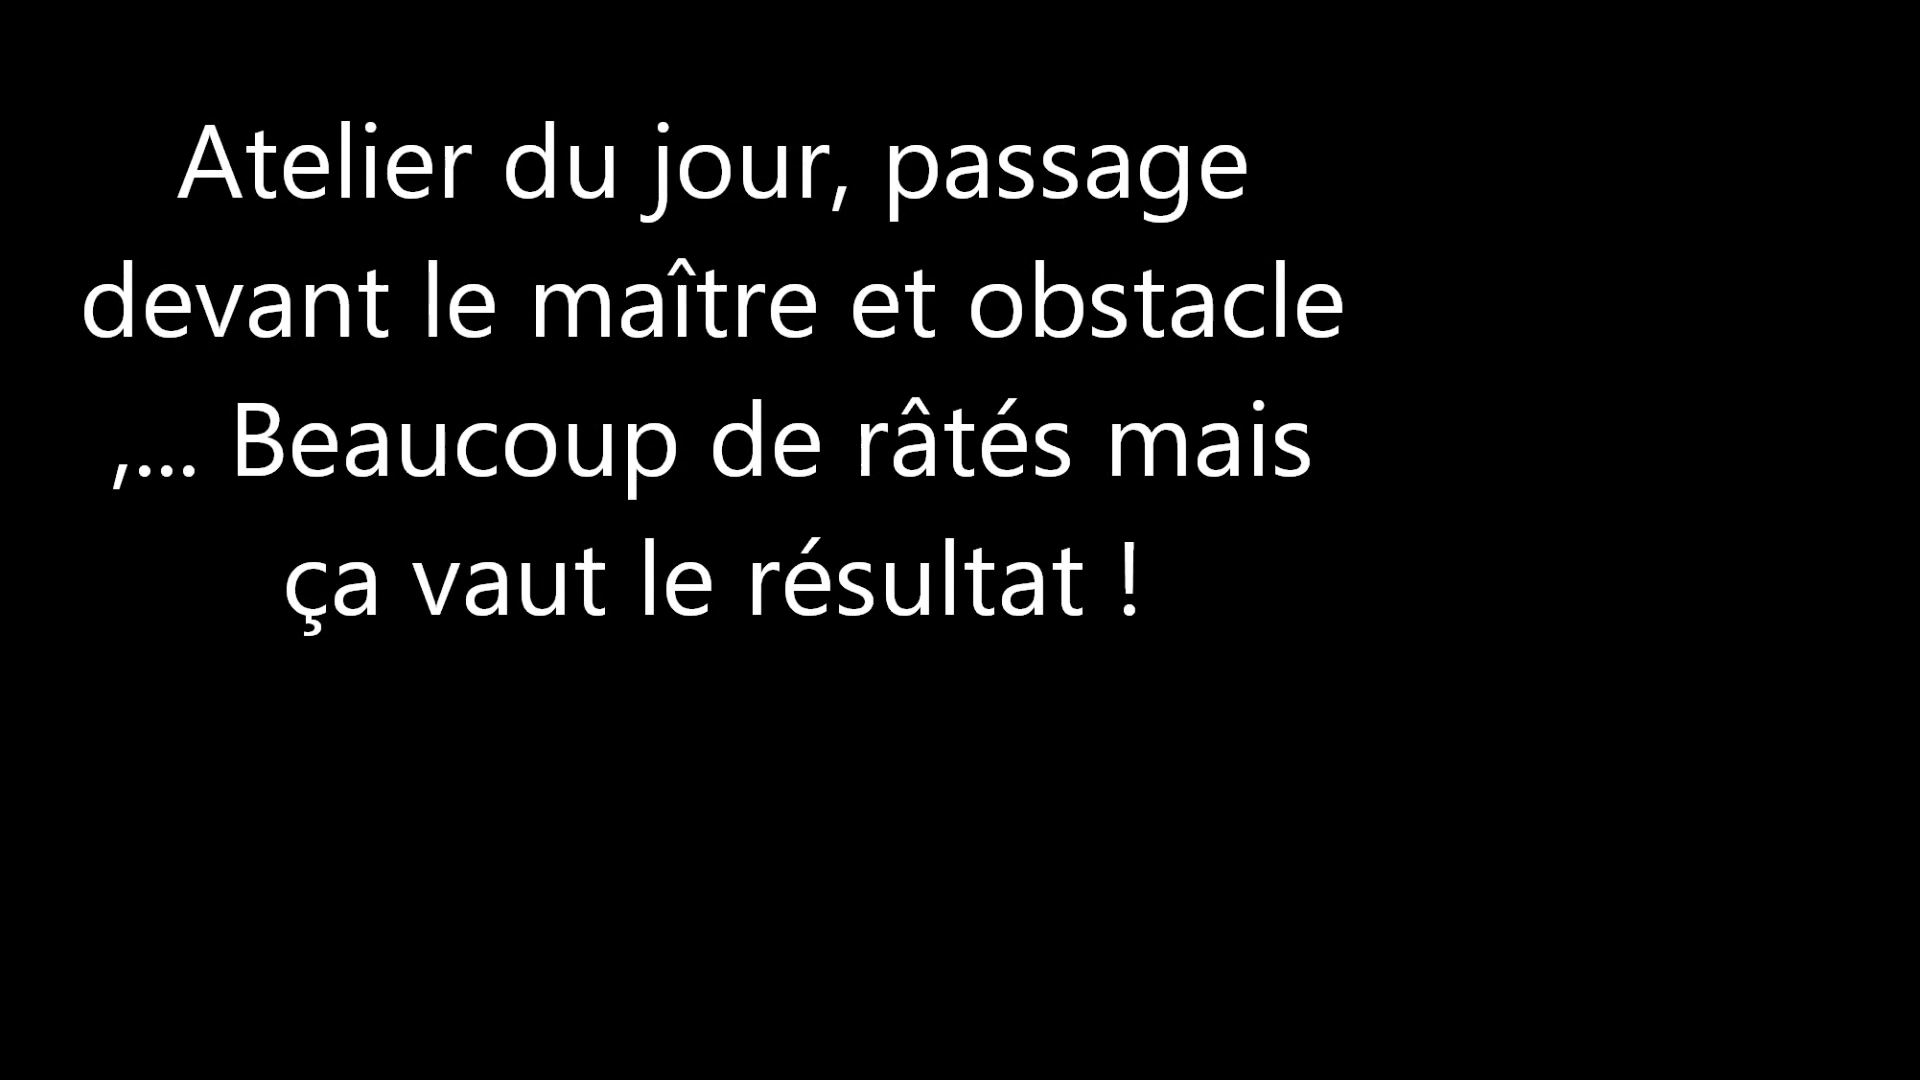 Atelier du jour, passage
devant le maître et obstacle
,... Beaucoup de râtés mais
ça vaut le résultat !